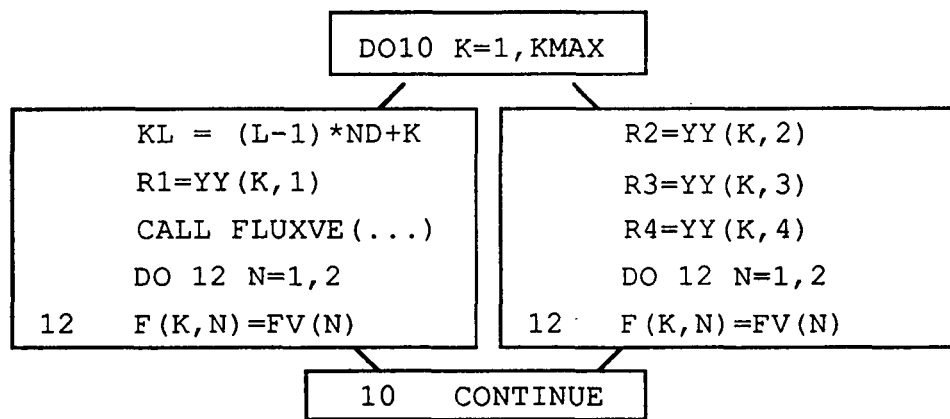 DO10 K=1,KMAX
KL = (L-1)*ND+K
R1=YY(K,1)
CALL FLUXVE(...)
DO 12 N=1,2
12 F(K,N)=FV(N)
R2=YY(K,2)
R3=YY(K,3)
R4=YY(K,4)
DO 12 N=1,2
12 F(K,N)=FV(N)
10 CONTINUE